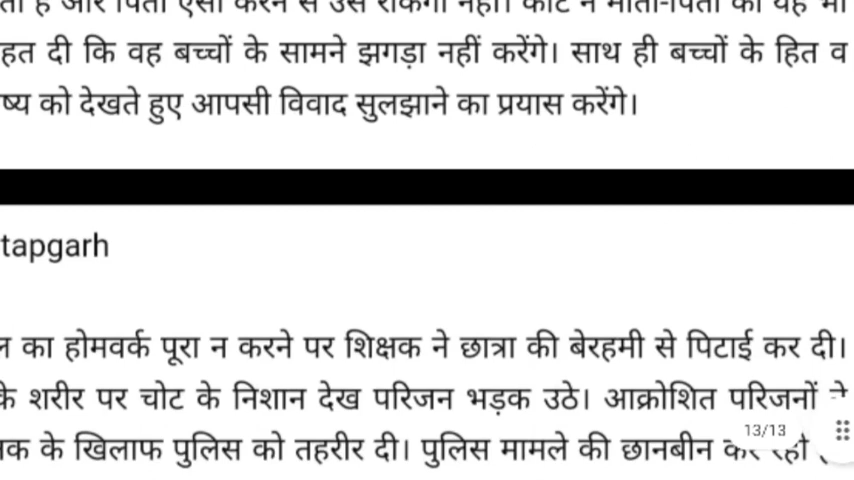 है और पिता ऐसा करने से उसे रोकेगा नहीं। कोर्ट ने माता-पिता को यह भी
दी कि वह बच्चों के सामने झगड़ा नहीं करेंगे। साथ ही बच्चों के हित व
को देखते हुए आपसी विवाद सुलझाने का प्रयास करेंगे।
tapgarh
का होमवर्क पूरा न करने पर शिक्षक ने छात्रा की बेरहमी से पिटाई कर दी।
के शरीर पर चोट के निशान देख परिजन भड़क उठे। आक्रोशित परिजनों ने
के खिलाफ पुलिस को तहरीर दी। पुलिस मामले की छानबीन कर रही
13/13